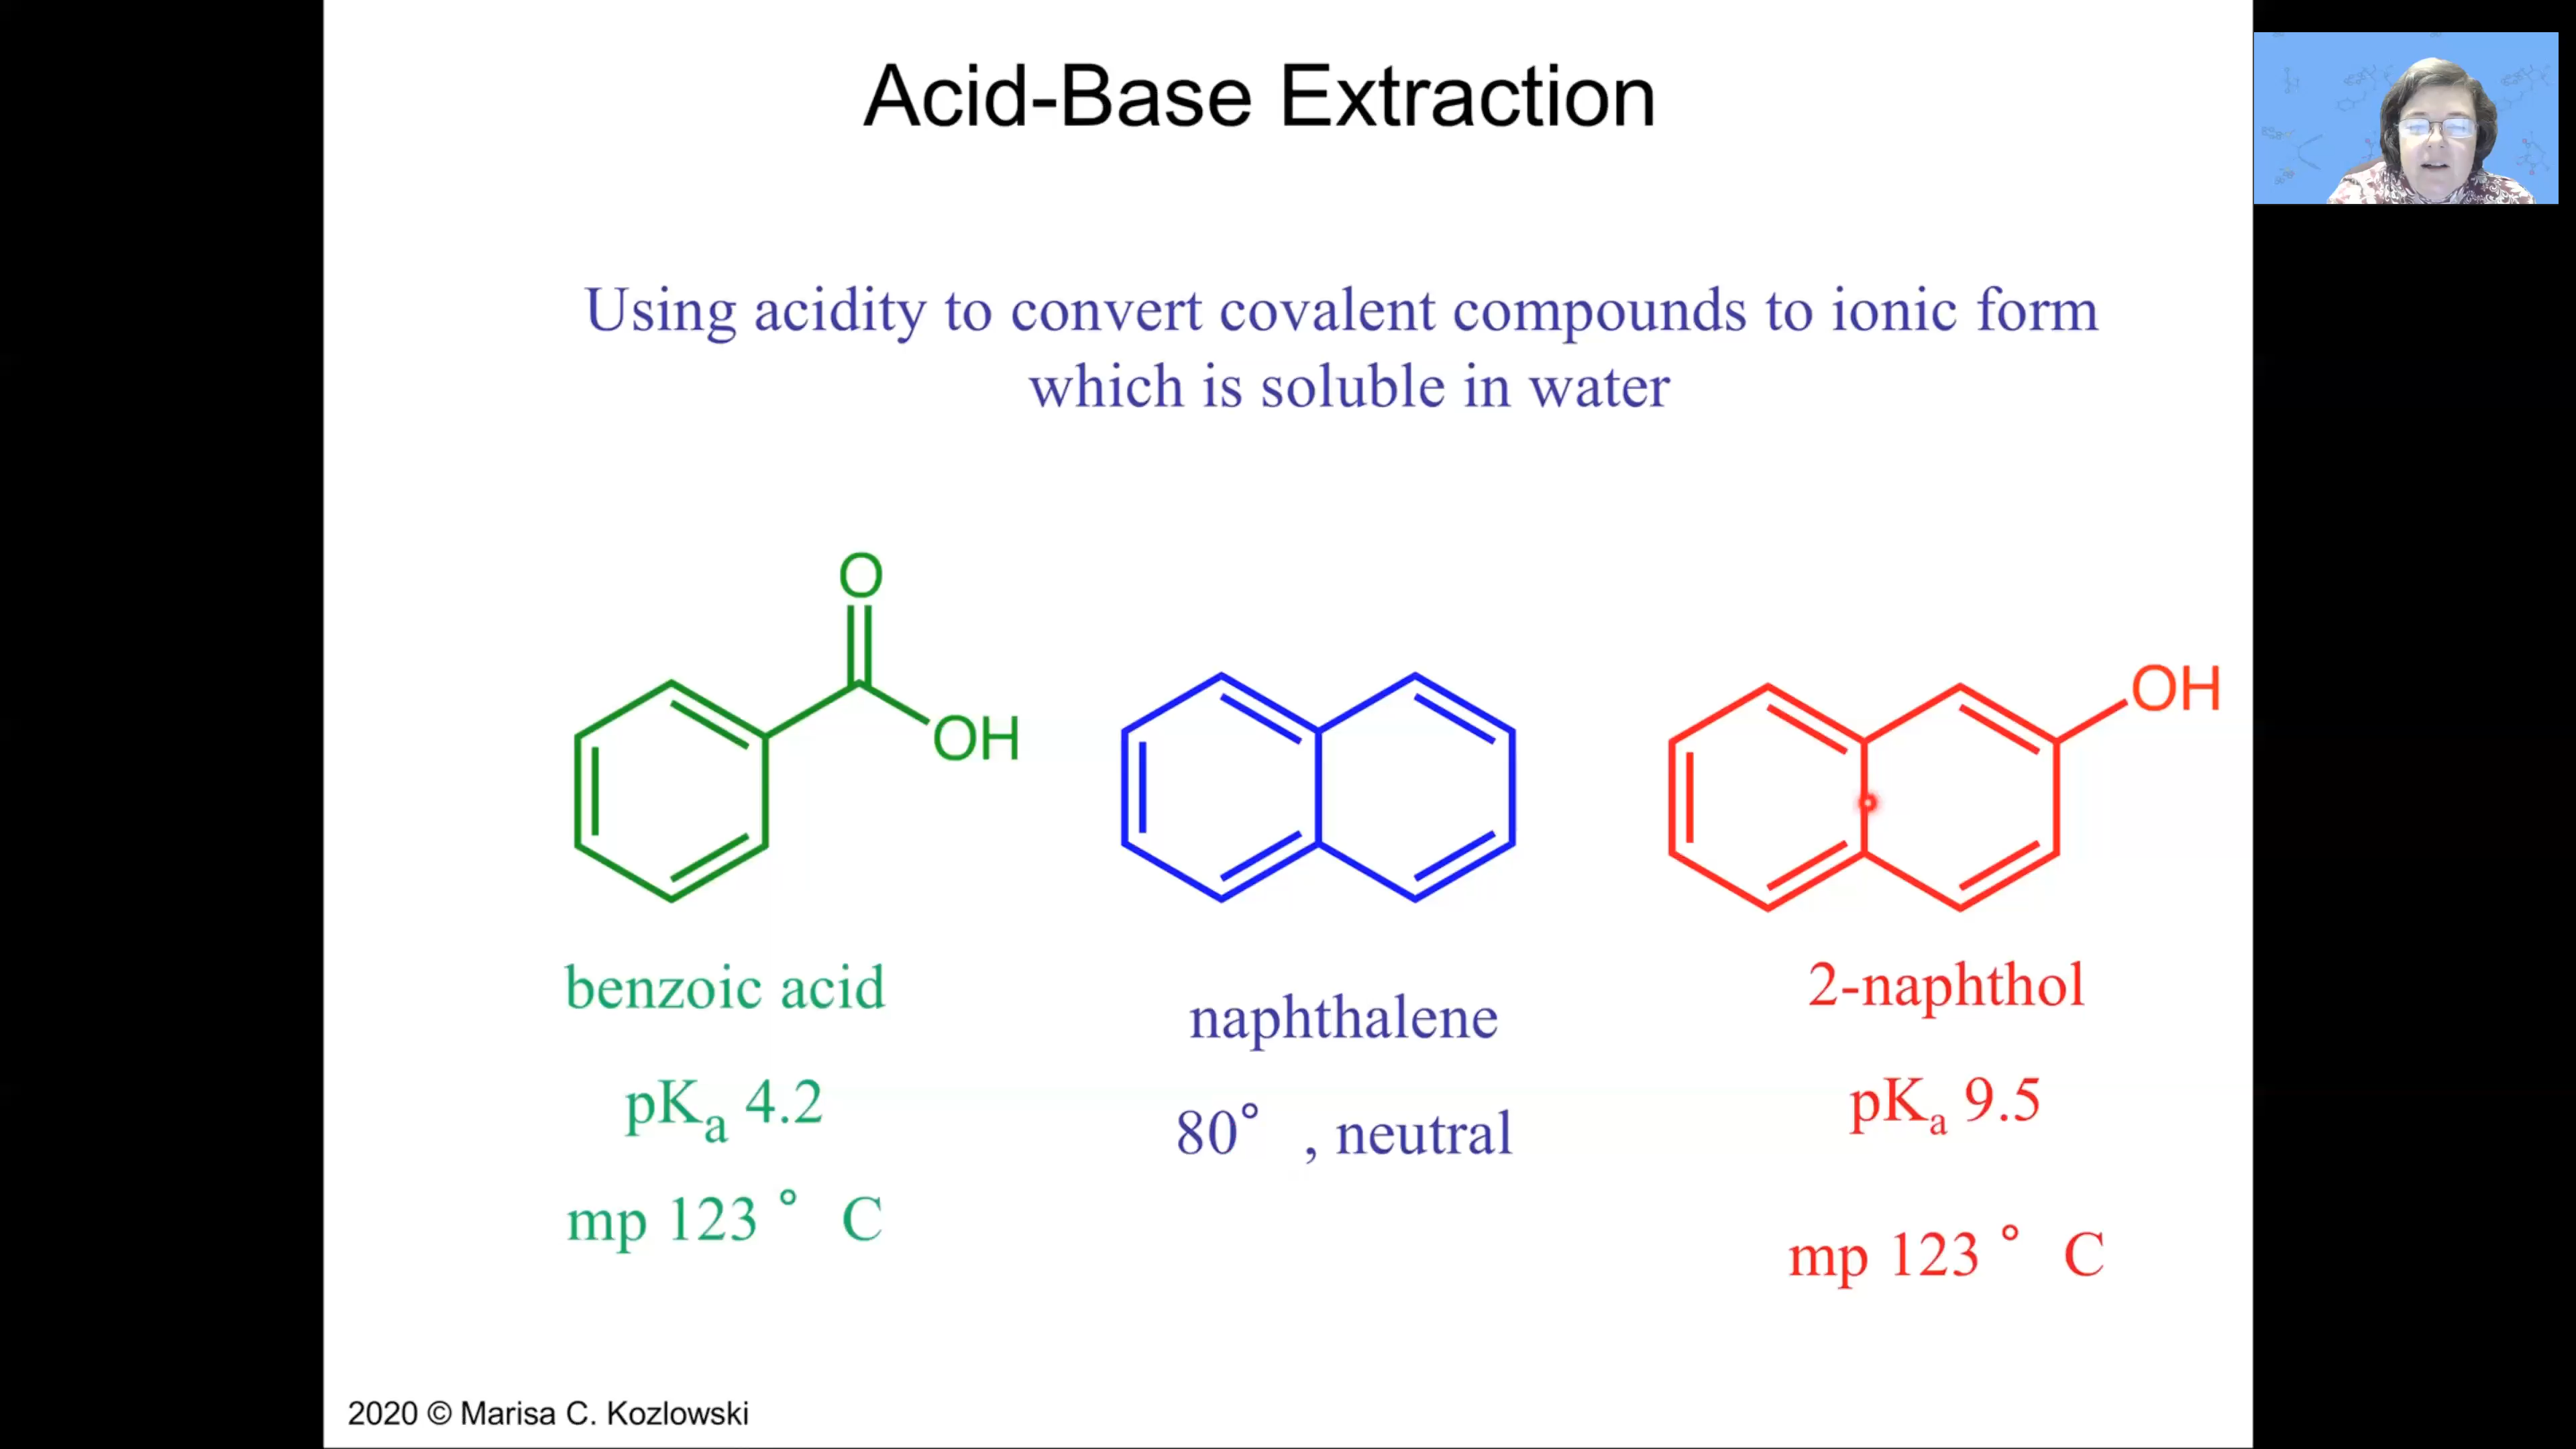 Acid-Base Extraction
Using acidity to convert covalent compounds to ionic form
which is soluble in water
O
OH
OH
benzoic acid
naphthalene
2-naphthol
pKa 4.2
80° , neutral
pKa 9.5
mp 123 ° C
mp 123 ° C
2020 © Marisa C. Kozlowski